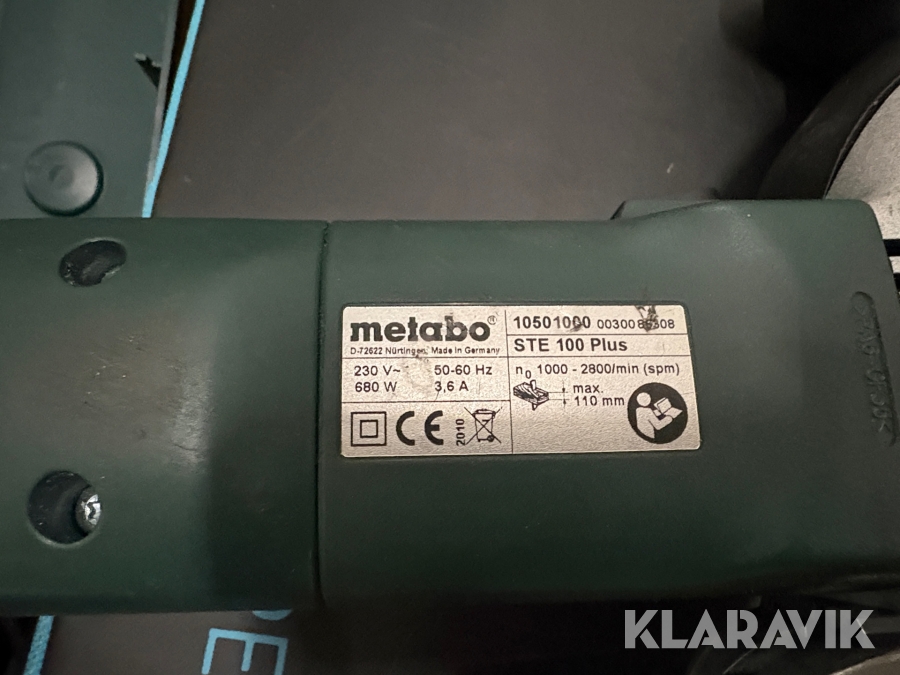 metabo®
D-72622 Nürtingen, Made in Germany
230 V~ 50-60 Hz
680 W 3,6 A
CE
2010
10501000
STE 100 Plus
n0 1000 - 2800/min (spm)
max.
110 mm
KLARAVIK